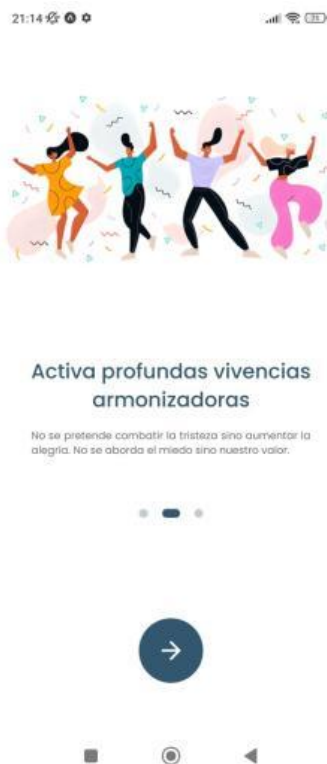 21:14
Activa profundas vivencias
armonizadoras
No se pretende combatir la tristeza sino aumentar la
alegria. No se aborda el miedo sino nuestro valor.